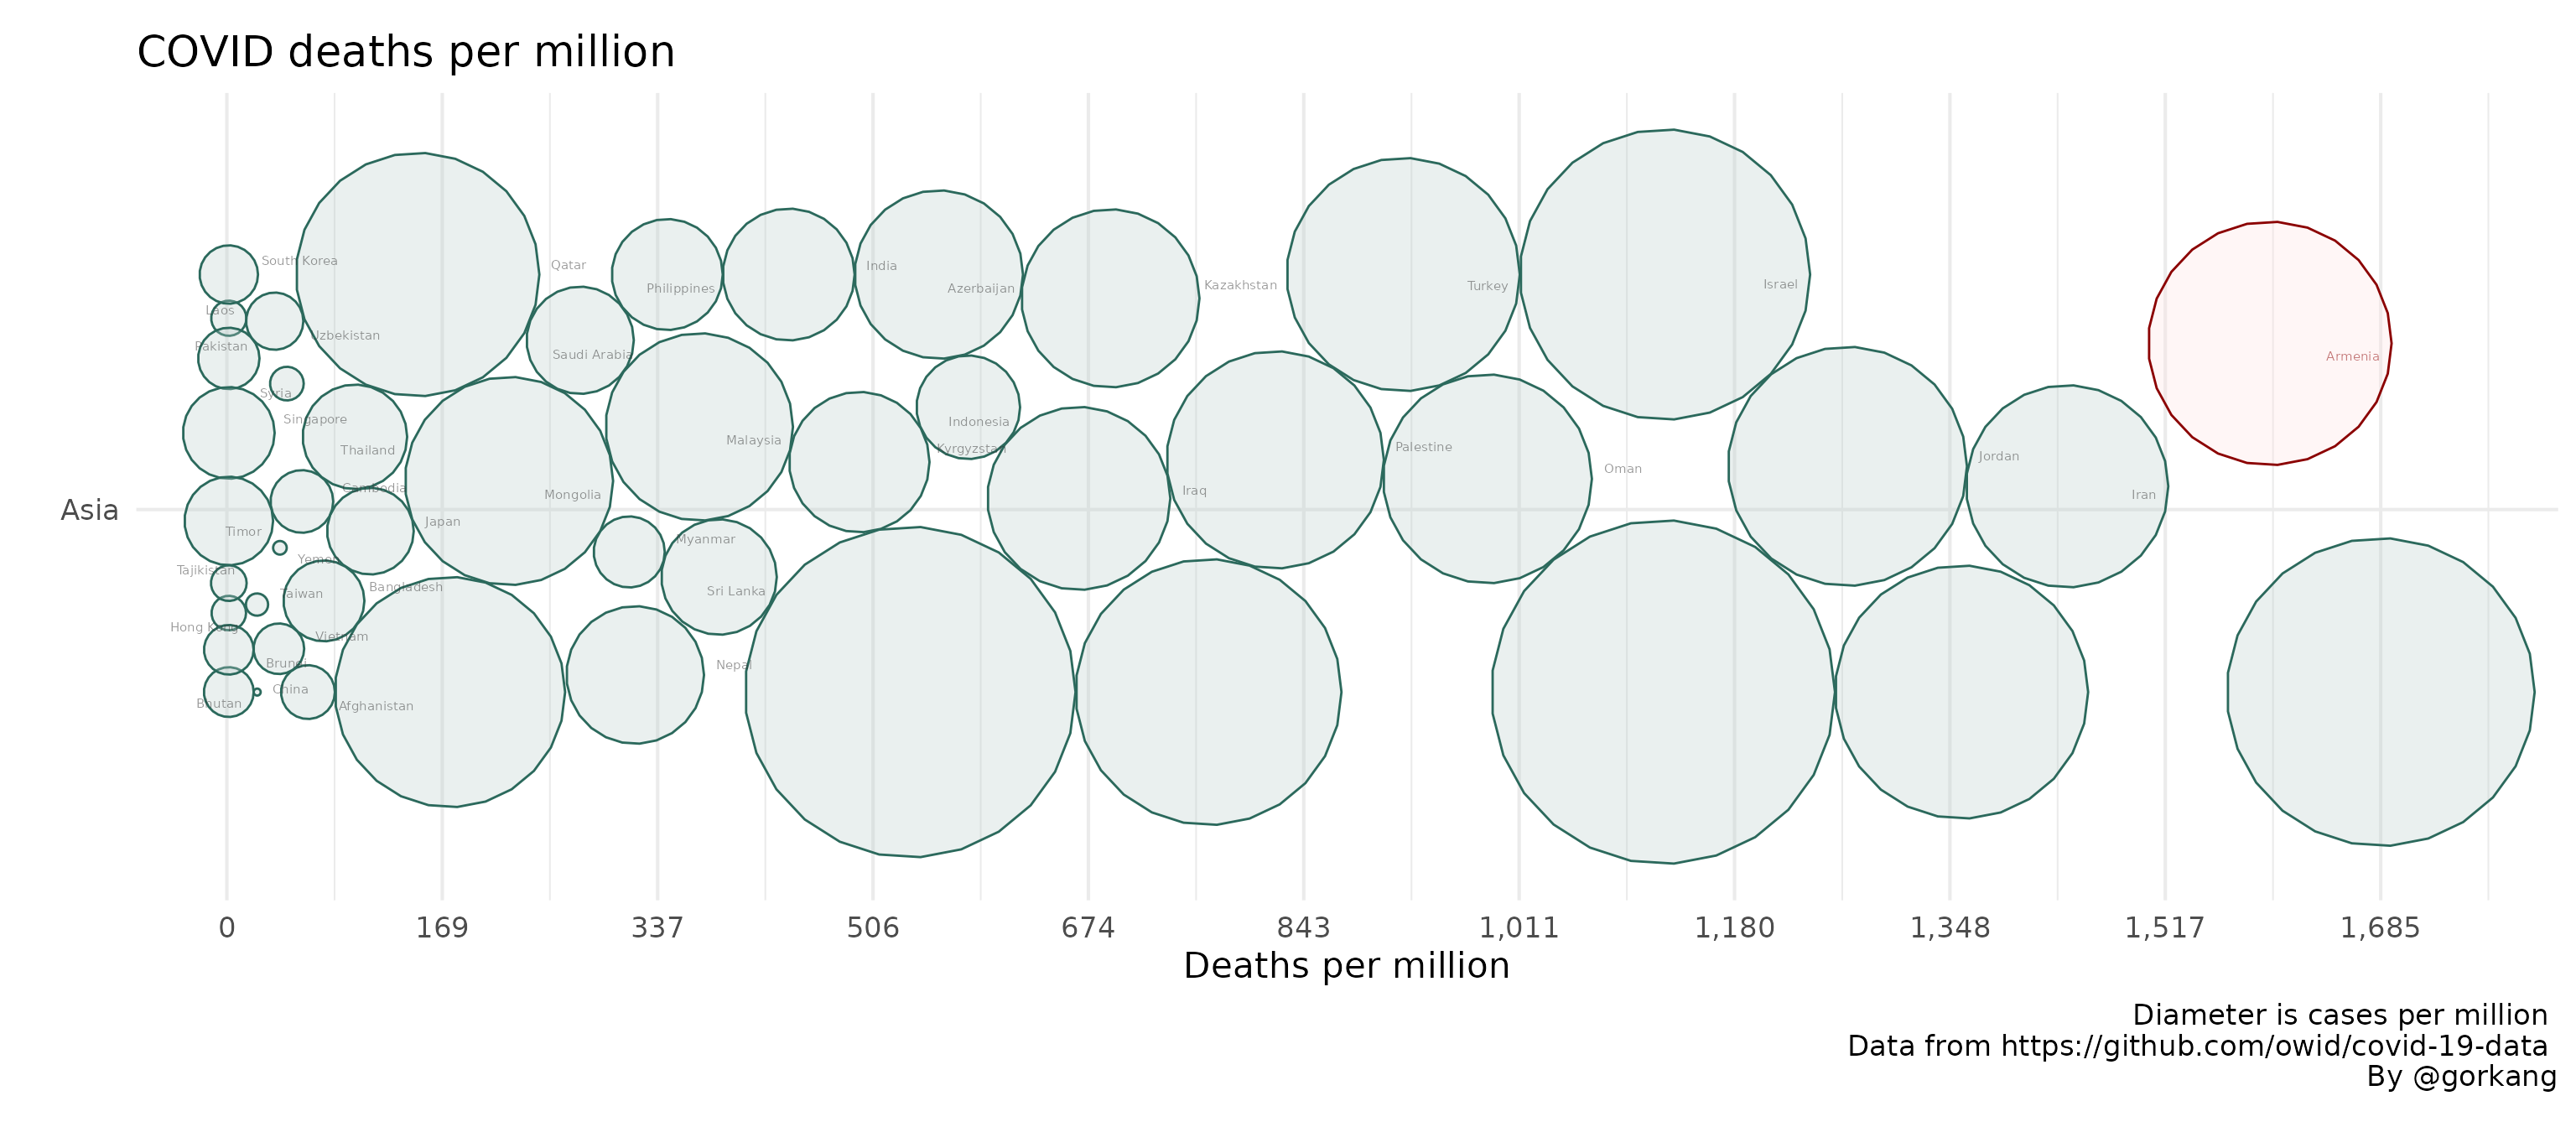 COVID deaths per million
South Korea
Qatar
Philippines
India
Azerbaijan
Kazakhstan
Turkey
Israel
Laos
Pakistan
Uzbekistan
Saudi Arabia
Armenia
Syria
Singapore
Thailand
Malaysia
Indonesia
Kyrgyzstan
Palestine
Oman
Jordan
Cambodia
Mongolia
Iraq
Iran
Asia
Timor
Japan
Myanmar
Yemen
Tajikistan
Taiwan
Bangladesh
Sri Lanka
Hong Kong
Vietnam
Brunei
Nepal
China
Bhutan
Afghanistan
0 169 337 506 674 843 1,011 1,180 1,348 1,517 1,685
Deaths per million
Diameter is cases per million
Data from https://github.com/owid/covid-19-data
By @gorkang